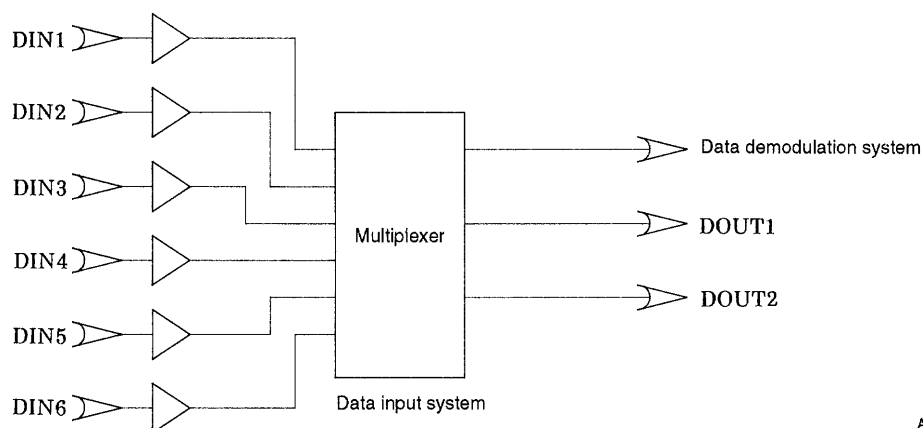 DIN1
DIN2
DIN3
DIN4
DIN5
DIN6
Multiplexer
Data input system
Data demodulation system
DOUT1
DOUT2